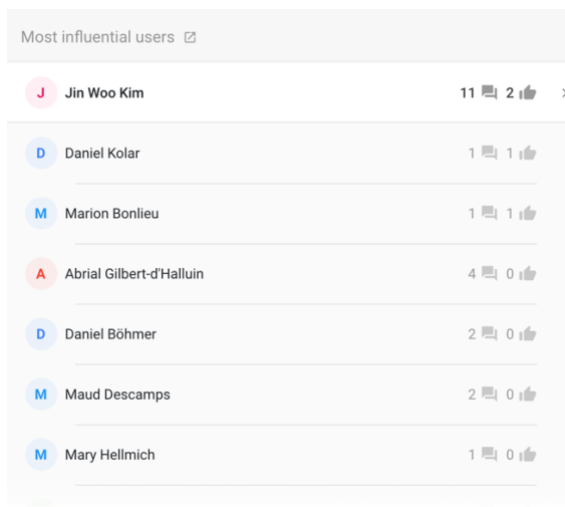 Most influential users
J Jin Woo Kim 11 2
D Daniel Kolar 1 1
M Marion Bonlieu 1 1
A Abrial Gilbert-d'Halluin 4 0
D Daniel Böhmer 2 0
M Maud Descamps 2 0
M Mary Hellmich 1 0